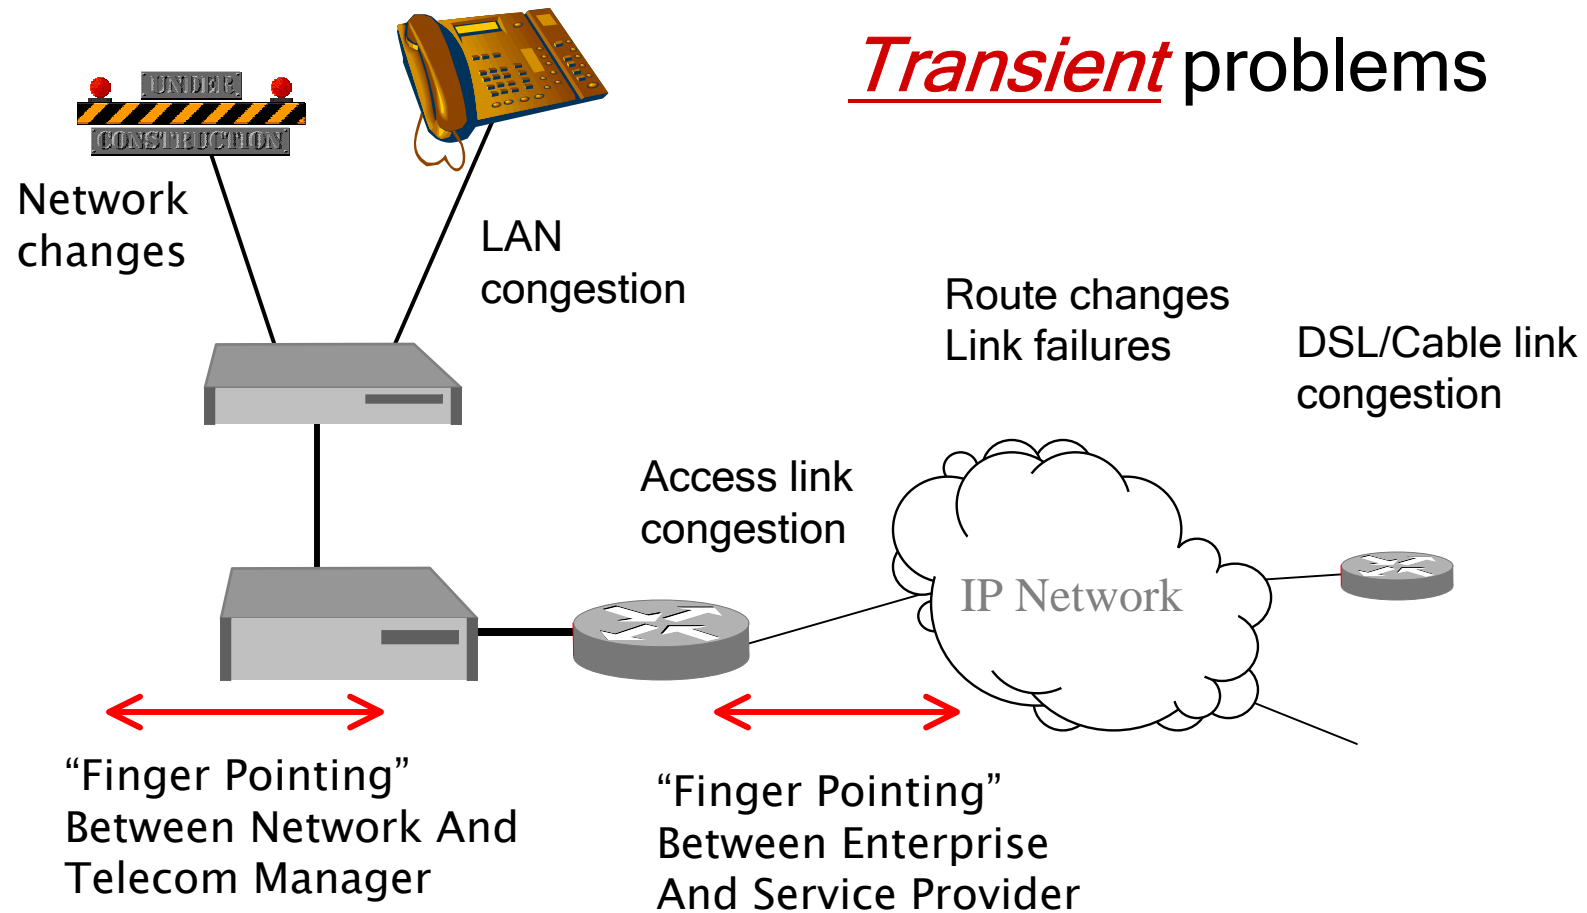 Transient problems
UNDER
CONSTRUCTION
Network
changes
LAN
congestion
Route changes
Link failures
DSL/Cable link
congestion
Access link
congestion
IP Network
“Finger Pointing”
Between Network And
Telecom Manager
“Finger Pointing”
Between Enterprise
And Service Provider